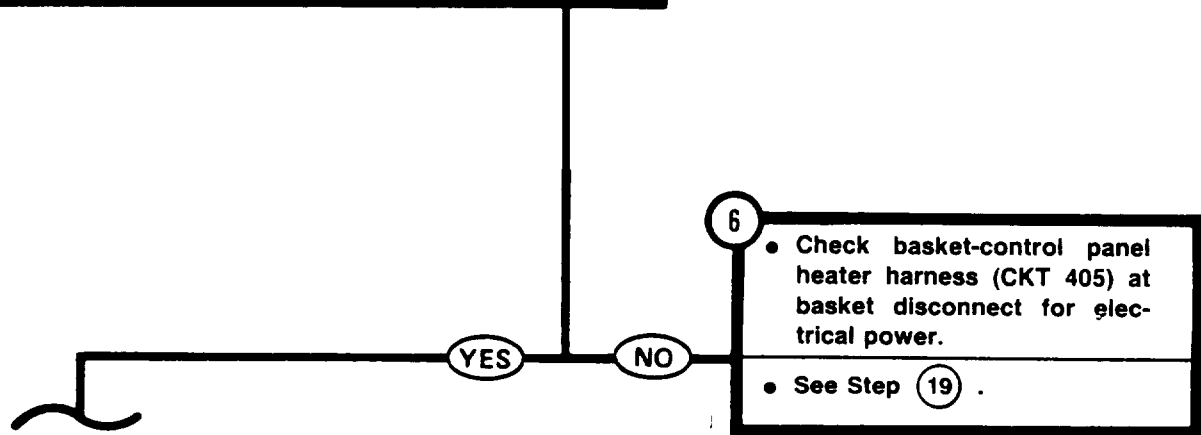 6
• Check basket-control panel
heater harness (CKT 405) at
basket disconnect for elec-
trical power.
YES
NO
• See Step 19 .